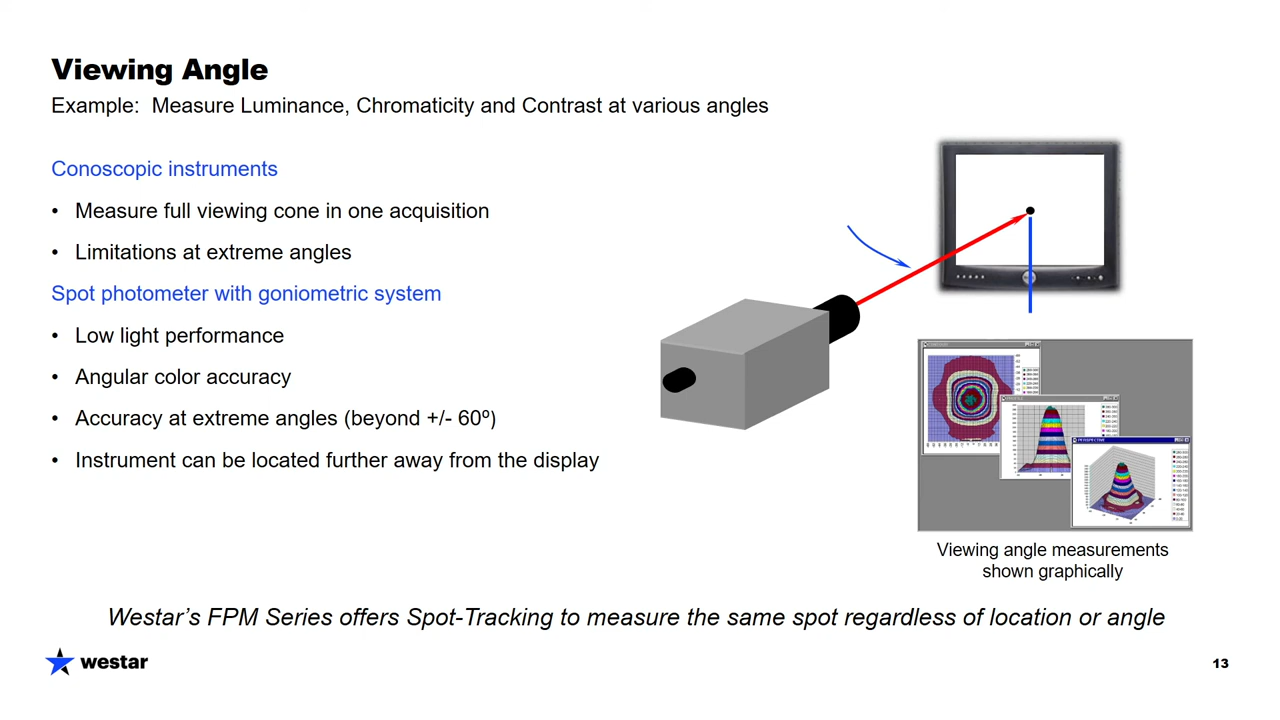 Viewing Angle
Example: Measure Luminance, Chromaticity and Contrast at various angles
Conoscopic instruments
• Measure full viewing cone in one acquisition
• Limitations at extreme angles
Spot photometer with goniometric system
• Low light performance
• Angular color accuracy
• Accuracy at extreme angles (beyond +/- 60º)
• Instrument can be located further away from the display
PERSPECTIVE
Viewing angle measurements
shown graphically
Westar’s FPM Series offers Spot-Tracking to measure the same spot regardless of location or angle
westar
13